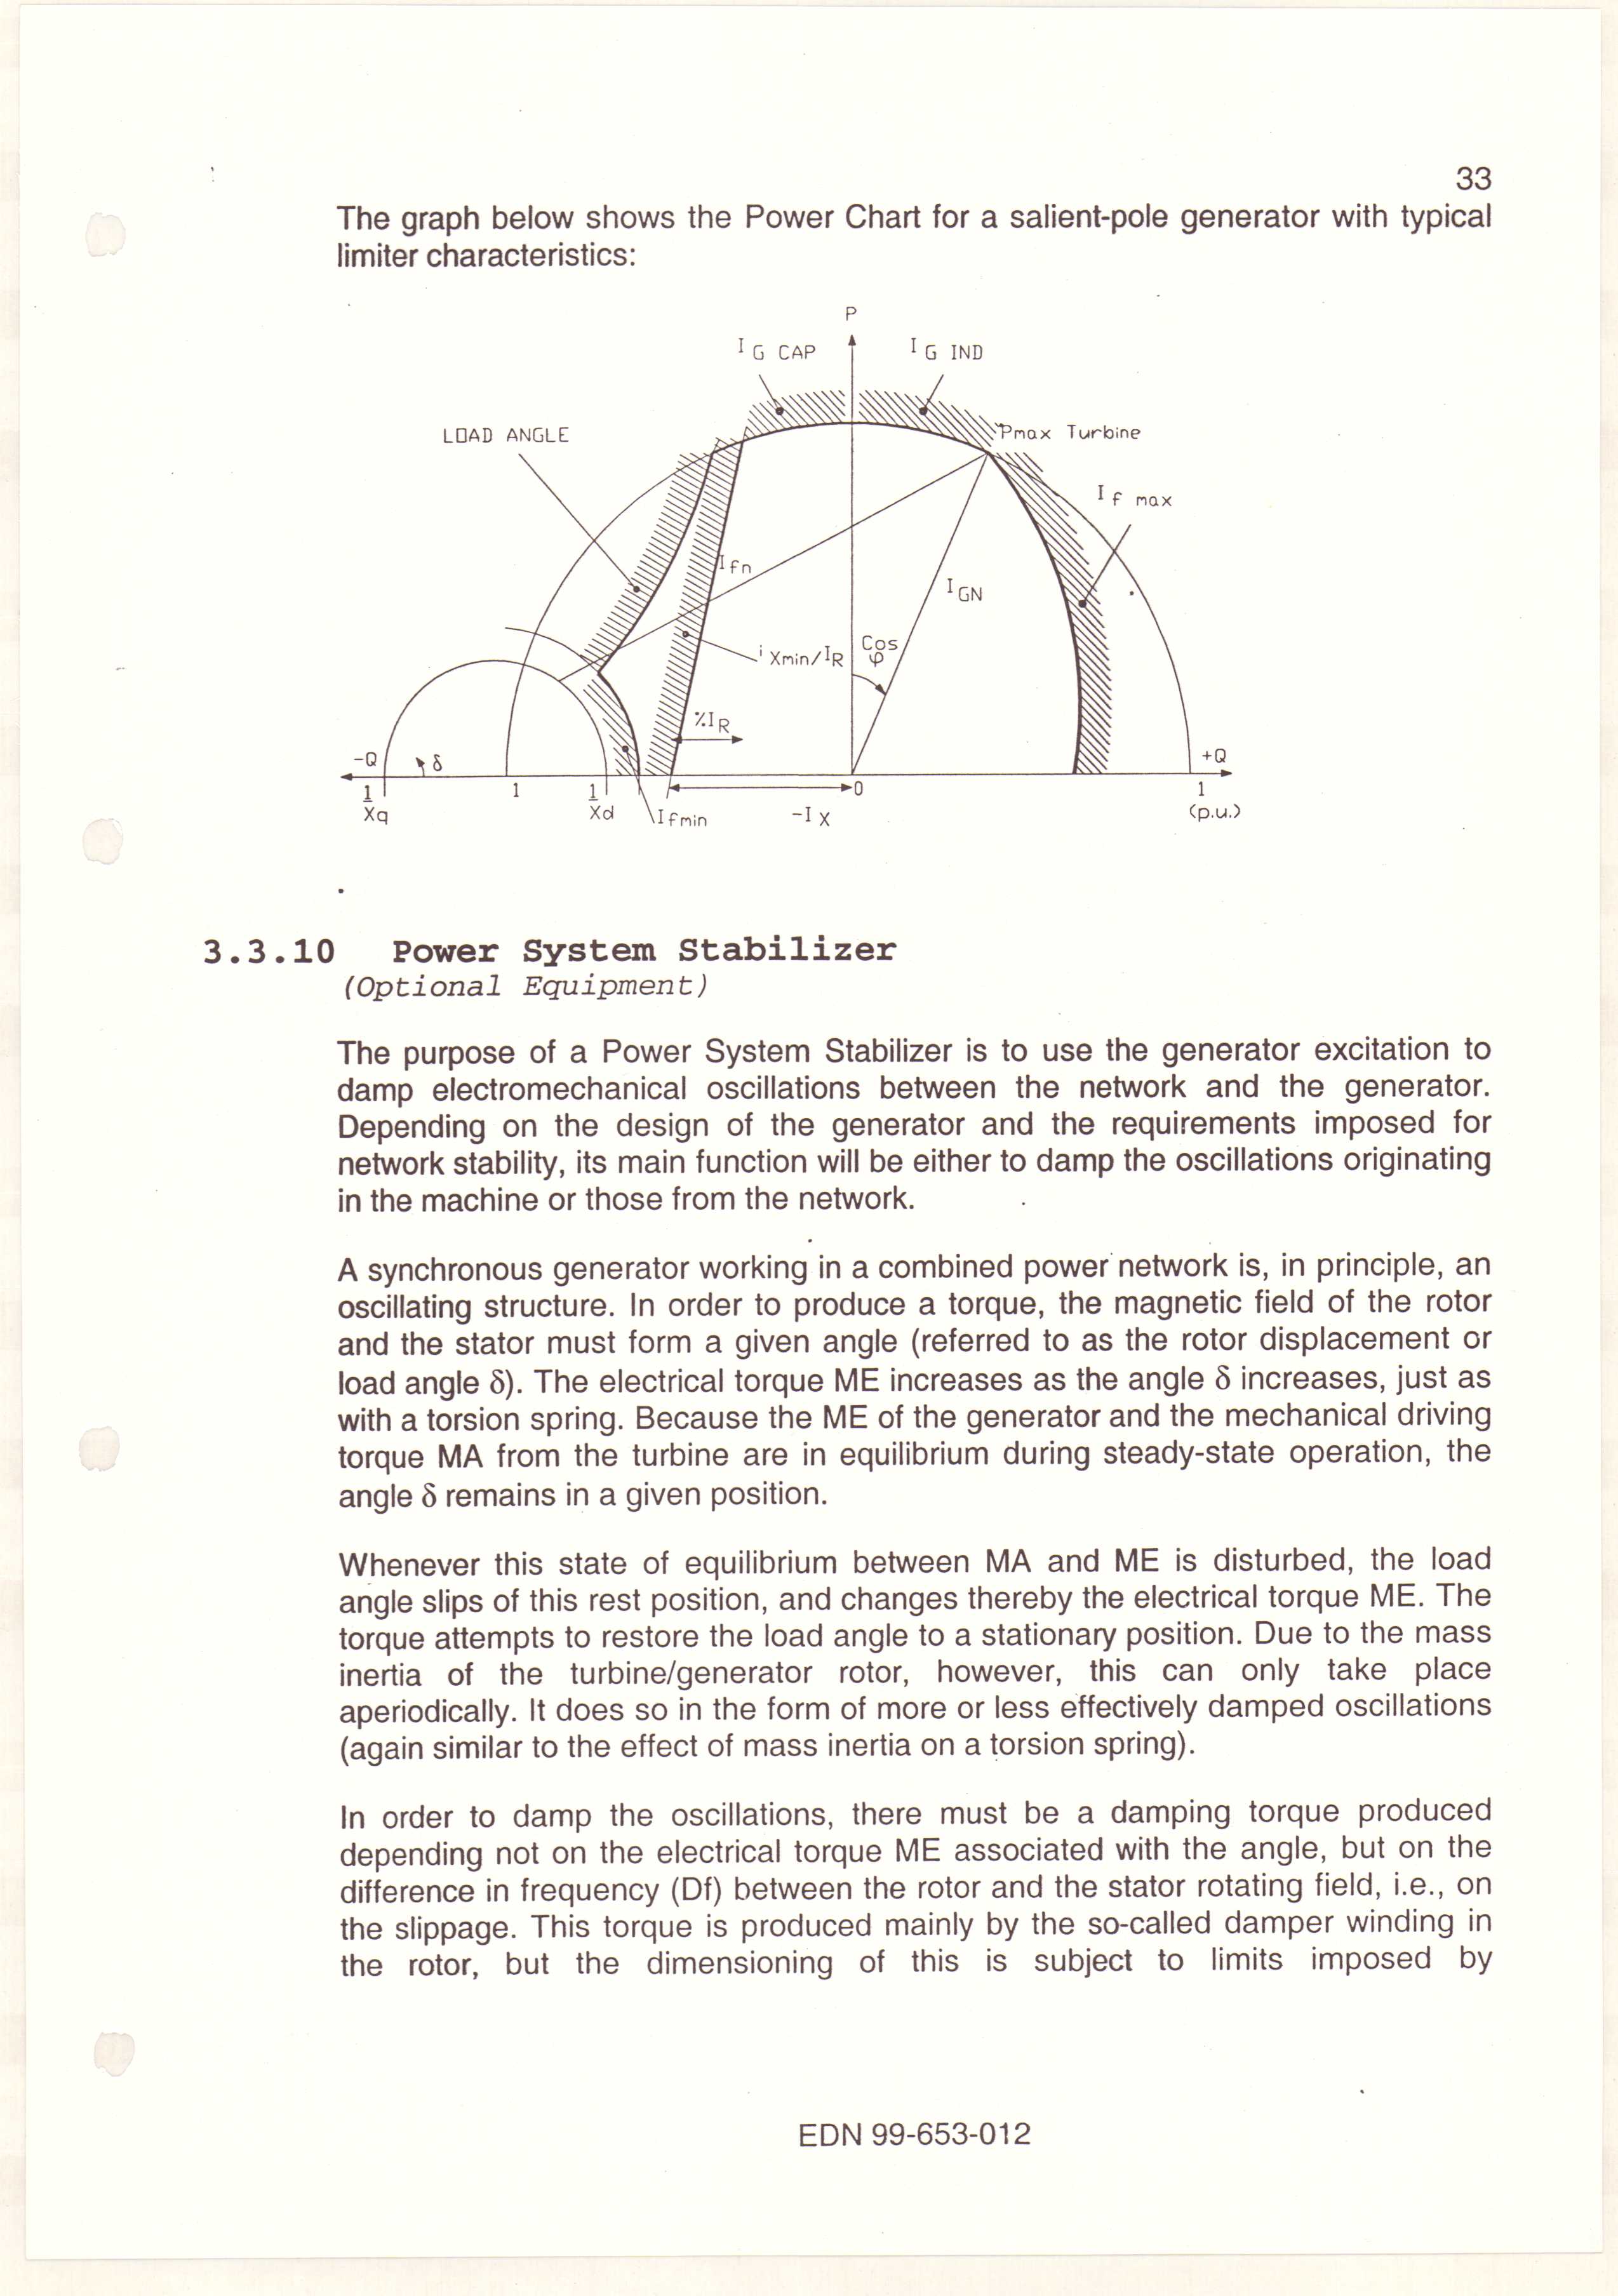 33
The graph below shows the Power Chart for a salient-pole generator with typical
limiter characteristics:
P
I G CAP
I G IND
LOAD ANGLE
Pmax Turbine
I f max
Ifn
I GN
i Xmin/IR
Cos
φ
%IR
-Q
δ
+Q
1
Xq
1
1
Xd
Ifmin
-I X
0
1
(p.u.)
3.3.10 Power System Stabilizer
(Optional Equipment)
The purpose of a Power System Stabilizer is to use the generator excitation to
damp electromechanical oscillations between the network and the generator.
Depending on the design of the generator and the requirements imposed for
network stability, its main function will be either to damp the oscillations originating
in the machine or those from the network.
A synchronous generator working in a combined power network is, in principle, an
oscillating structure. In order to produce a torque, the magnetic field of the rotor
and the stator must form a given angle (referred to as the rotor displacement or
load angle δ). The electrical torque ME increases as the angle δ increases, just as
with a torsion spring. Because the ME of the generator and the mechanical driving
torque MA from the turbine are in equilibrium during steady-state operation, the
angle δ remains in a given position.
Whenever this state of equilibrium between MA and ME is disturbed, the load
angle slips of this rest position, and changes thereby the electrical torque ME. The
torque attempts to restore the load angle to a stationary position. Due to the mass
inertia of the turbine/generator rotor, however, this can only take place
aperiodically. It does so in the form of more or less effectively damped oscillations
(again similar to the effect of mass inertia on a torsion spring).
In order to damp the oscillations, there must be a damping torque produced
depending not on the electrical torque ME associated with the angle, but on the
difference in frequency (Df) between the rotor and the stator rotating field, i.e., on
the slippage. This torque is produced mainly by the so-called damper winding in
the rotor, but the dimensioning of this is subject to limits imposed by
EDN 99-653-012